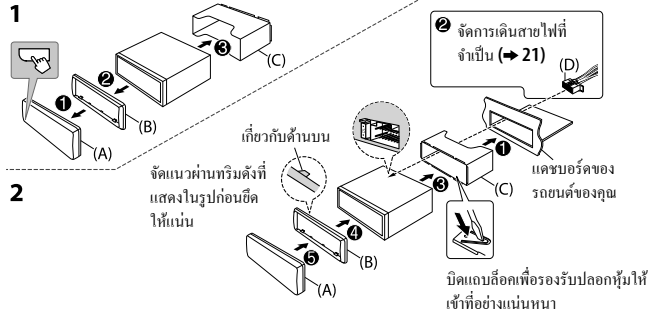 1
❸
(C)
❷
❶
(B)
(A)
❷ จัดการเดินสายไฟที่
จำเป็น (➡ 21)
(D)
2
เกี่ยวกับด้านบน
จัดแนวผ่านทริมดังที่
แสดงในรูปก่อนยึด
ให้แน่น
❶
แดชบอร์ดของ
รถยนต์ของคุณ
(C)
❸
❹
(B)
❺
(A)
บิดแถบล็อคเพื่อรองรับปลอกหุ้มให้
เข้าที่อย่างแน่นหนา